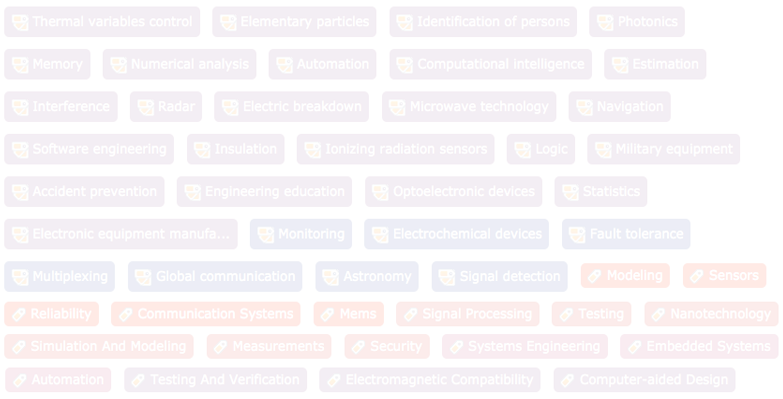 Thermal variables control Elementary particles Identification of persons Photonics
Memory Numerical analysis Automation Computational intelligence Estimation
Interference Radar Electric breakdown Microwave technology Navigation
Software engineering Insulation Ionizing radiation sensors Logic Military equipment
Accident prevention Engineering education Optoelectronic devices Statistics
Electronic equipment manufa... Monitoring Electrochemical devices Fault tolerance
Multiplexing Global communication Astronomy Signal detection Modeling Sensors
Reliability Communication Systems Mems Signal Processing Testing Nanotechnology
Simulation And Modeling Measurements Security Systems Engineering Embedded Systems
Automation Testing And Verification Electromagnetic Compatibility Computer-aided Design